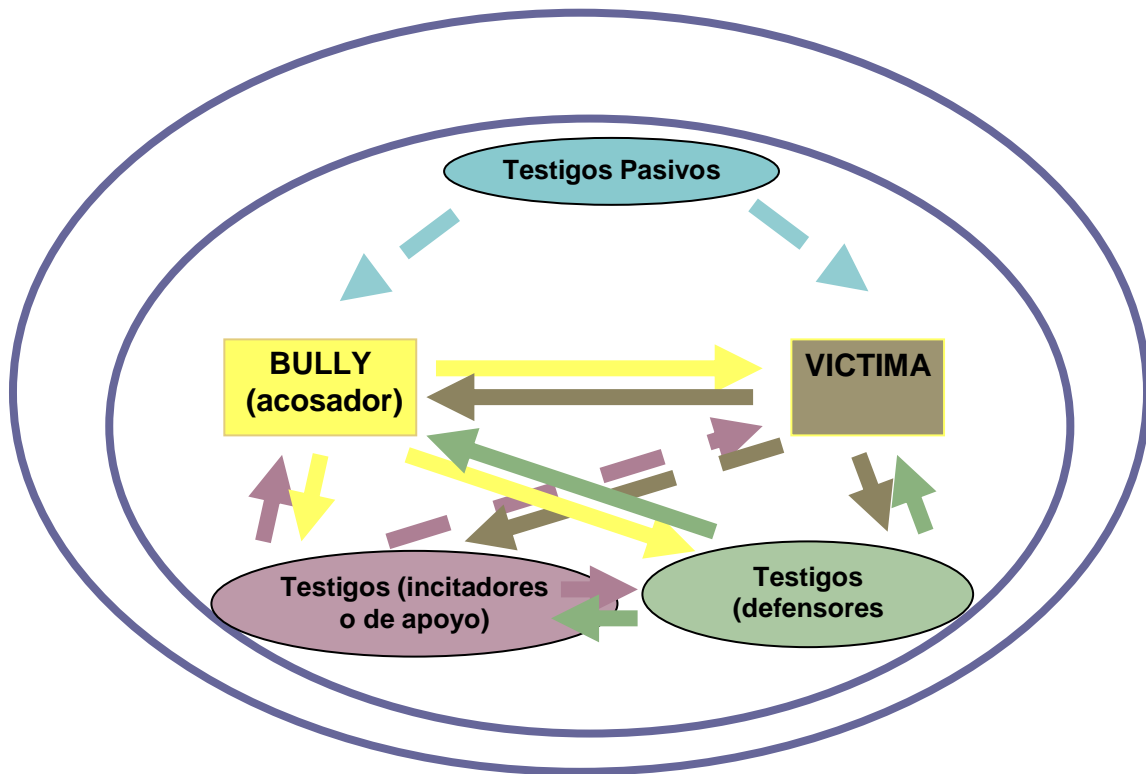 Testigos Pasivos
BULLY
(acosador)
VICTIMA
Testigos (incitadores
o de apoyo)
Testigos
(defensores